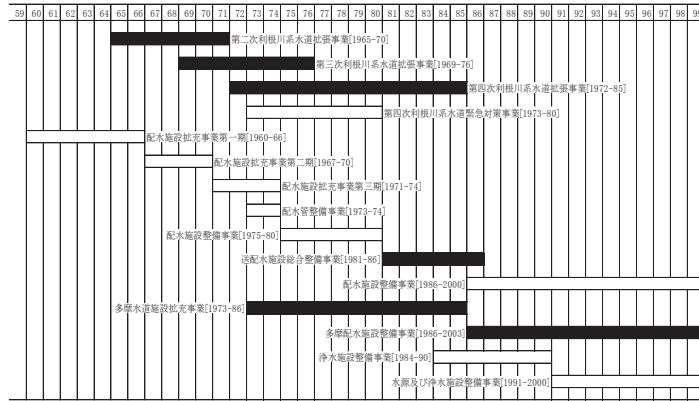 59 60 61 62 63 64 65 66 67 68 69 70 71 72 73 74 75 76 77 78 79 80 81 82 83 84 85 86 87 88 89 90 91 92 93 94 95 96 97 98 99
第二次利根川系水道拡張事業[1965-70]
第三次利根川系水道拡張事業[1969-76]
第四次利根川系水道拡張事業[1972-85]
第四次利根川系水道緊急対策事業[1973-80]
配水施設拡充事業第一期[1960-66]
配水施設拡充事業第二期[1967-70]
配水施設拡充事業第三期[1971-74]
配水管整備事業[1973-74]
配水施設整備事業[1975-80]
送配水施設総合整備事業[1981-86]
配水施設整備事業[1986-2000]
多摩水道施設拡充事業[1973-86]
多摩配水施設整備事業[1986-2003]
浄水施設整備事業[1984-90]
水源及び浄水施設整備事業[1991-2000]